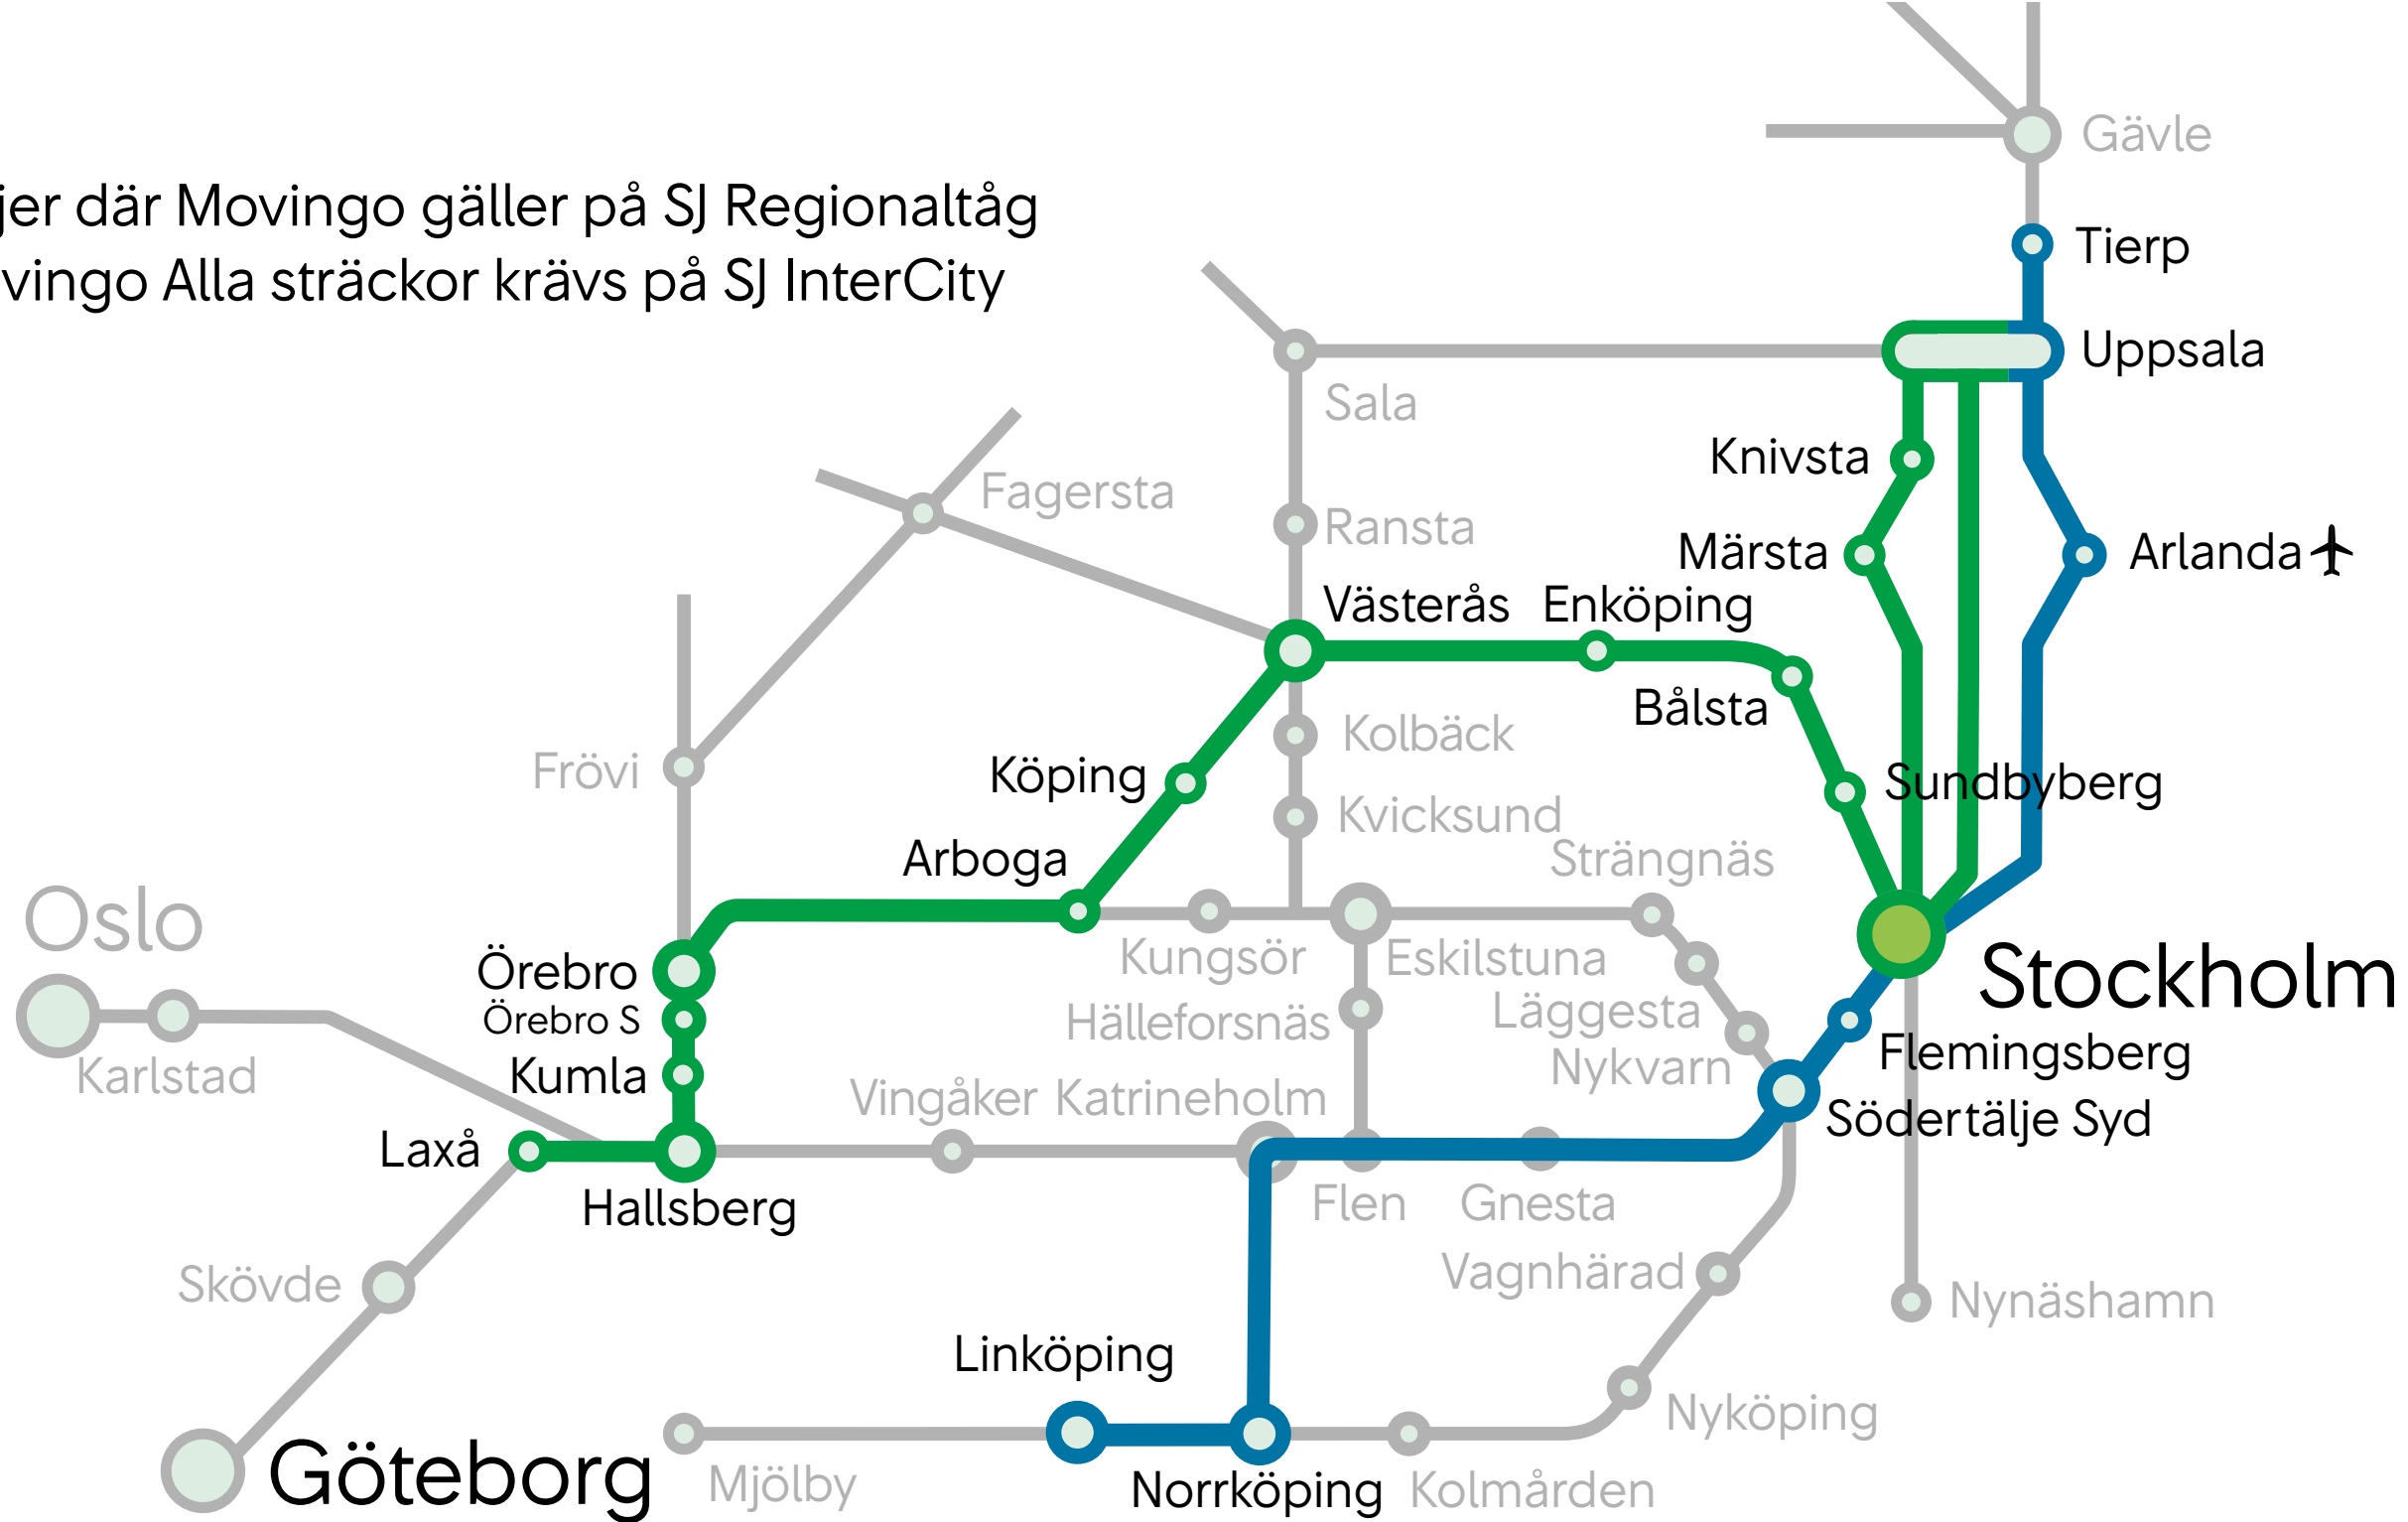 jer där Movingo gäller på SJ Regionaltåg
vingo Alla sträckor krävs på SJ InterCity
Gävle
Tierp
Uppsala
Sala
Knivsta
Fagersta
Ransta
Märsta
Arlanda
Västerås
Enköping
Bålsta
Kolbäck
Frövi
Köping
Sundbyberg
Kvicksund
Arboga
Strängnäs
Oslo
Kungsör
Eskilstuna
Örebro
Stockholm
Örebro S
Hälleforsnäs
Läggesta
Flemingsberg
Karlstad
Kumla
Nykvarn
Vingåker
Katrineholm
Södertälje Syd
Laxå
Hallsberg
Flen
Gnesta
Vagnhärad
Skövde
Nynäshamn
Linköping
Nyköping
Göteborg
Mjölby
Norrköping
Kolmården